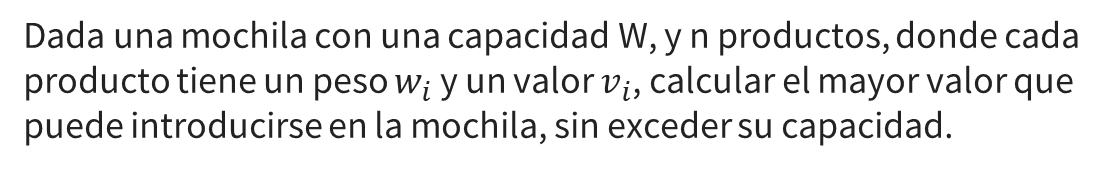 Dada una mochila con una capacidad W, y n productos, donde cada
producto tiene un peso wᵢ y un valor vᵢ, calcular el mayor valor que
puede introducirse en la mochila, sin exceder su capacidad.